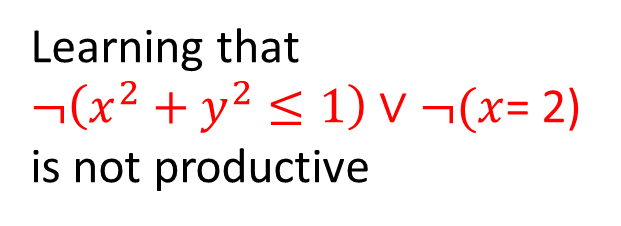 Learning that
¬(𝑥² + 𝑦² ≤ 1) ∨ ¬(𝑥= 2)
is not productive